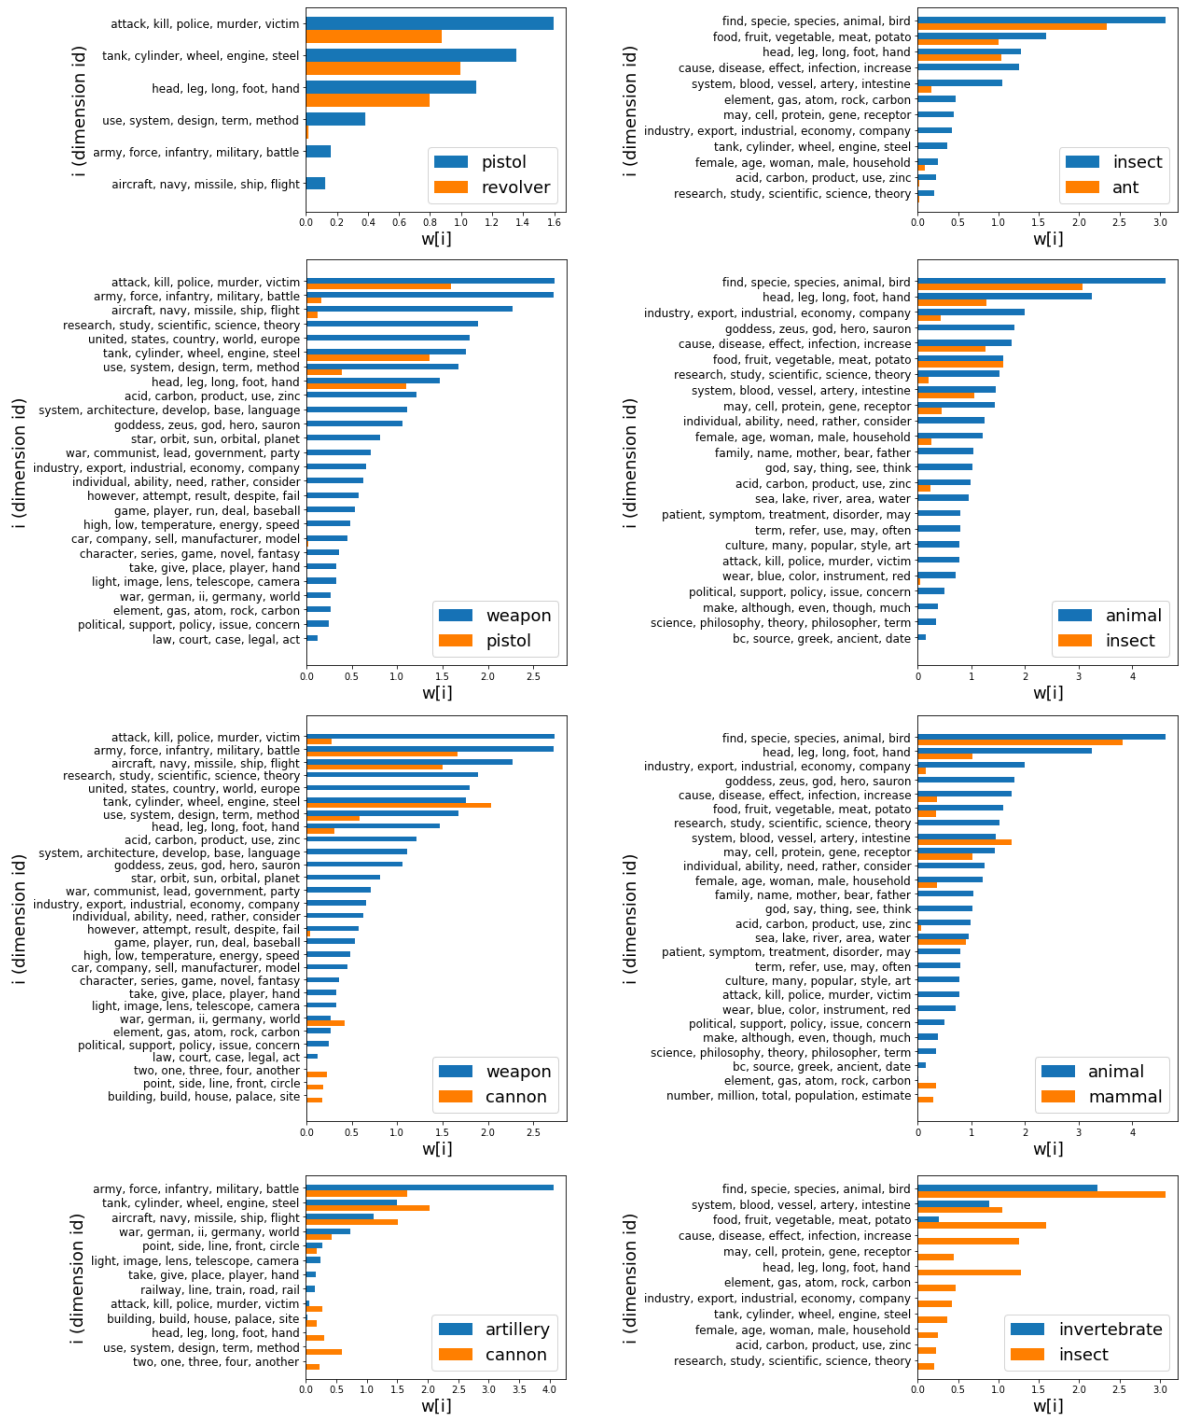 attack, kill, police, murder, victim
tank, cylinder, wheel, engine, steel
head, leg, long, foot, hand
use, system, design, term, method
army, force, infantry, military, battle
aircraft, navy, missile, ship, flight
i (dimension id)
pistol
revolver
0.0 0.2 0.4 0.6 0.8 1.0 1.2 1.4 1.6
w[i]
find, specie, species, animal, bird
food, fruit, vegetable, meat, potato
head, leg, long, foot, hand
cause, disease, effect, infection, increase
system, blood, vessel, artery, intestine
element, gas, atom, rock, carbon
may, cell, protein, gene, receptor
industry, export, industrial, economy, company
tank, cylinder, wheel, engine, steel
female, age, woman, male, household
acid, carbon, product, use, zinc
research, study, scientific, science, theory
i (dimension id)
insect
ant
0.0 0.5 1.0 1.5 2.0 2.5 3.0
w[i]
attack, kill, police, murder, victim
army, force, infantry, military, battle
aircraft, navy, missile, ship, flight
research, study, scientific, science, theory
united, states, country, world, europe
tank, cylinder, wheel, engine, steel
use, system, design, term, method
head, leg, long, foot, hand
acid, carbon, product, use, zinc
system, architecture, develop, base, language
goddess, zeus, god, hero, sauron
star, orbit, sun, orbital, planet
war, communist, lead, government, party
industry, export, industrial, economy, company
individual, ability, need, rather, consider
however, attempt, result, despite, fail
game, player, run, deal, baseball
high, low, temperature, energy, speed
car, company, sell, manufacturer, model
character, series, game, novel, fantasy
take, give, place, player, hand
light, image, lens, telescope, camera
war, german, ii, germany, world
element, gas, atom, rock, carbon
political, support, policy, issue, concern
law, court, case, legal, act
i (dimension id)
weapon
pistol
0.0 0.5 1.0 1.5 2.0 2.5
w[i]
find, specie, species, animal, bird
head, leg, long, foot, hand
industry, export, industrial, economy, company
goddess, zeus, god, hero, sauron
cause, disease, effect, infection, increase
food, fruit, vegetable, meat, potato
research, study, scientific, science, theory
system, blood, vessel, artery, intestine
may, cell, protein, gene, receptor
individual, ability, need, rather, consider
female, age, woman, male, household
family, name, mother, bear, father
god, say, thing, see, think
acid, carbon, product, use, zinc
sea, lake, river, area, water
patient, symptom, treatment, disorder, may
term, refer, use, may, often
culture, many, popular, style, art
attack, kill, police, murder, victim
wear, blue, color, instrument, red
political, support, policy, issue, concern
make, although, even, though, much
science, philosophy, theory, philosopher, term
bc, source, greek, ancient, date
i (dimension id)
animal
insect
0 1 2 3 4
w[i]
attack, kill, police, murder, victim
army, force, infantry, military, battle
aircraft, navy, missile, ship, flight
research, study, scientific, science, theory
united, states, country, world, europe
tank, cylinder, wheel, engine, steel
use, system, design, term, method
head, leg, long, foot, hand
acid, carbon, product, use, zinc
system, architecture, develop, base, language
goddess, zeus, god, hero, sauron
star, orbit, sun, orbital, planet
war, communist, lead, government, party
industry, export, industrial, economy, company
individual, ability, need, rather, consider
however, attempt, result, despite, fail
game, player, run, deal, baseball
high, low, temperature, energy, speed
car, company, sell, manufacturer, model
character, series, game, novel, fantasy
take, give, place, player, hand
light, image, lens, telescope, camera
war, german, ii, germany, world
element, gas, atom, rock, carbon
political, support, policy, issue, concern
law, court, case, legal, act
two, one, three, four, another
point, side, line, front, circle
building, build, house, palace, site
i (dimension id)
weapon
cannon
0.0 0.5 1.0 1.5 2.0 2.5
w[i]
find, specie, species, animal, bird
head, leg, long, foot, hand
industry, export, industrial, economy, company
goddess, zeus, god, hero, sauron
cause, disease, effect, infection, increase
food, fruit, vegetable, meat, potato
research, study, scientific, science, theory
system, blood, vessel, artery, intestine
may, cell, protein, gene, receptor
individual, ability, need, rather, consider
female, age, woman, male, household
family, name, mother, bear, father
god, say, thing, see, think
acid, carbon, product, use, zinc
sea, lake, river, area, water
patient, symptom, treatment, disorder, may
term, refer, use, may, often
culture, many, popular, style, art
attack, kill, police, murder, victim
wear, blue, color, instrument, red
political, support, policy, issue, concern
make, although, even, though, much
science, philosophy, theory, philosopher, term
bc, source, greek, ancient, date
element, gas, atom, rock, carbon
number, million, total, population, estimate
i (dimension id)
animal
mammal
0 1 2 3 4
w[i]
army, force, infantry, military, battle
tank, cylinder, wheel, engine, steel
aircraft, navy, missile, ship, flight
war, german, ii, germany, world
point, side, line, front, circle
light, image, lens, telescope, camera
take, give, place, player, hand
railway, line, train, road, rail
attack, kill, police, murder, victim
building, build, house, palace, site
head, leg, long, foot, hand
use, system, design, term, method
two, one, three, four, another
i (dimension id)
artillery
cannon
0.0 0.5 1.0 1.5 2.0 2.5 3.0 3.5 4.0
w[i]
find, specie, species, animal, bird
system, blood, vessel, artery, intestine
food, fruit, vegetable, meat, potato
cause, disease, effect, infection, increase
may, cell, protein, gene, receptor
head, leg, long, foot, hand
element, gas, atom, rock, carbon
industry, export, industrial, economy, company
tank, cylinder, wheel, engine, steel
female, age, woman, male, household
acid, carbon, product, use, zinc
research, study, scientific, science, theory
i (dimension id)
invertebrate
insect
0.0 0.5 1.0 1.5 2.0 2.5 3.0
w[i]